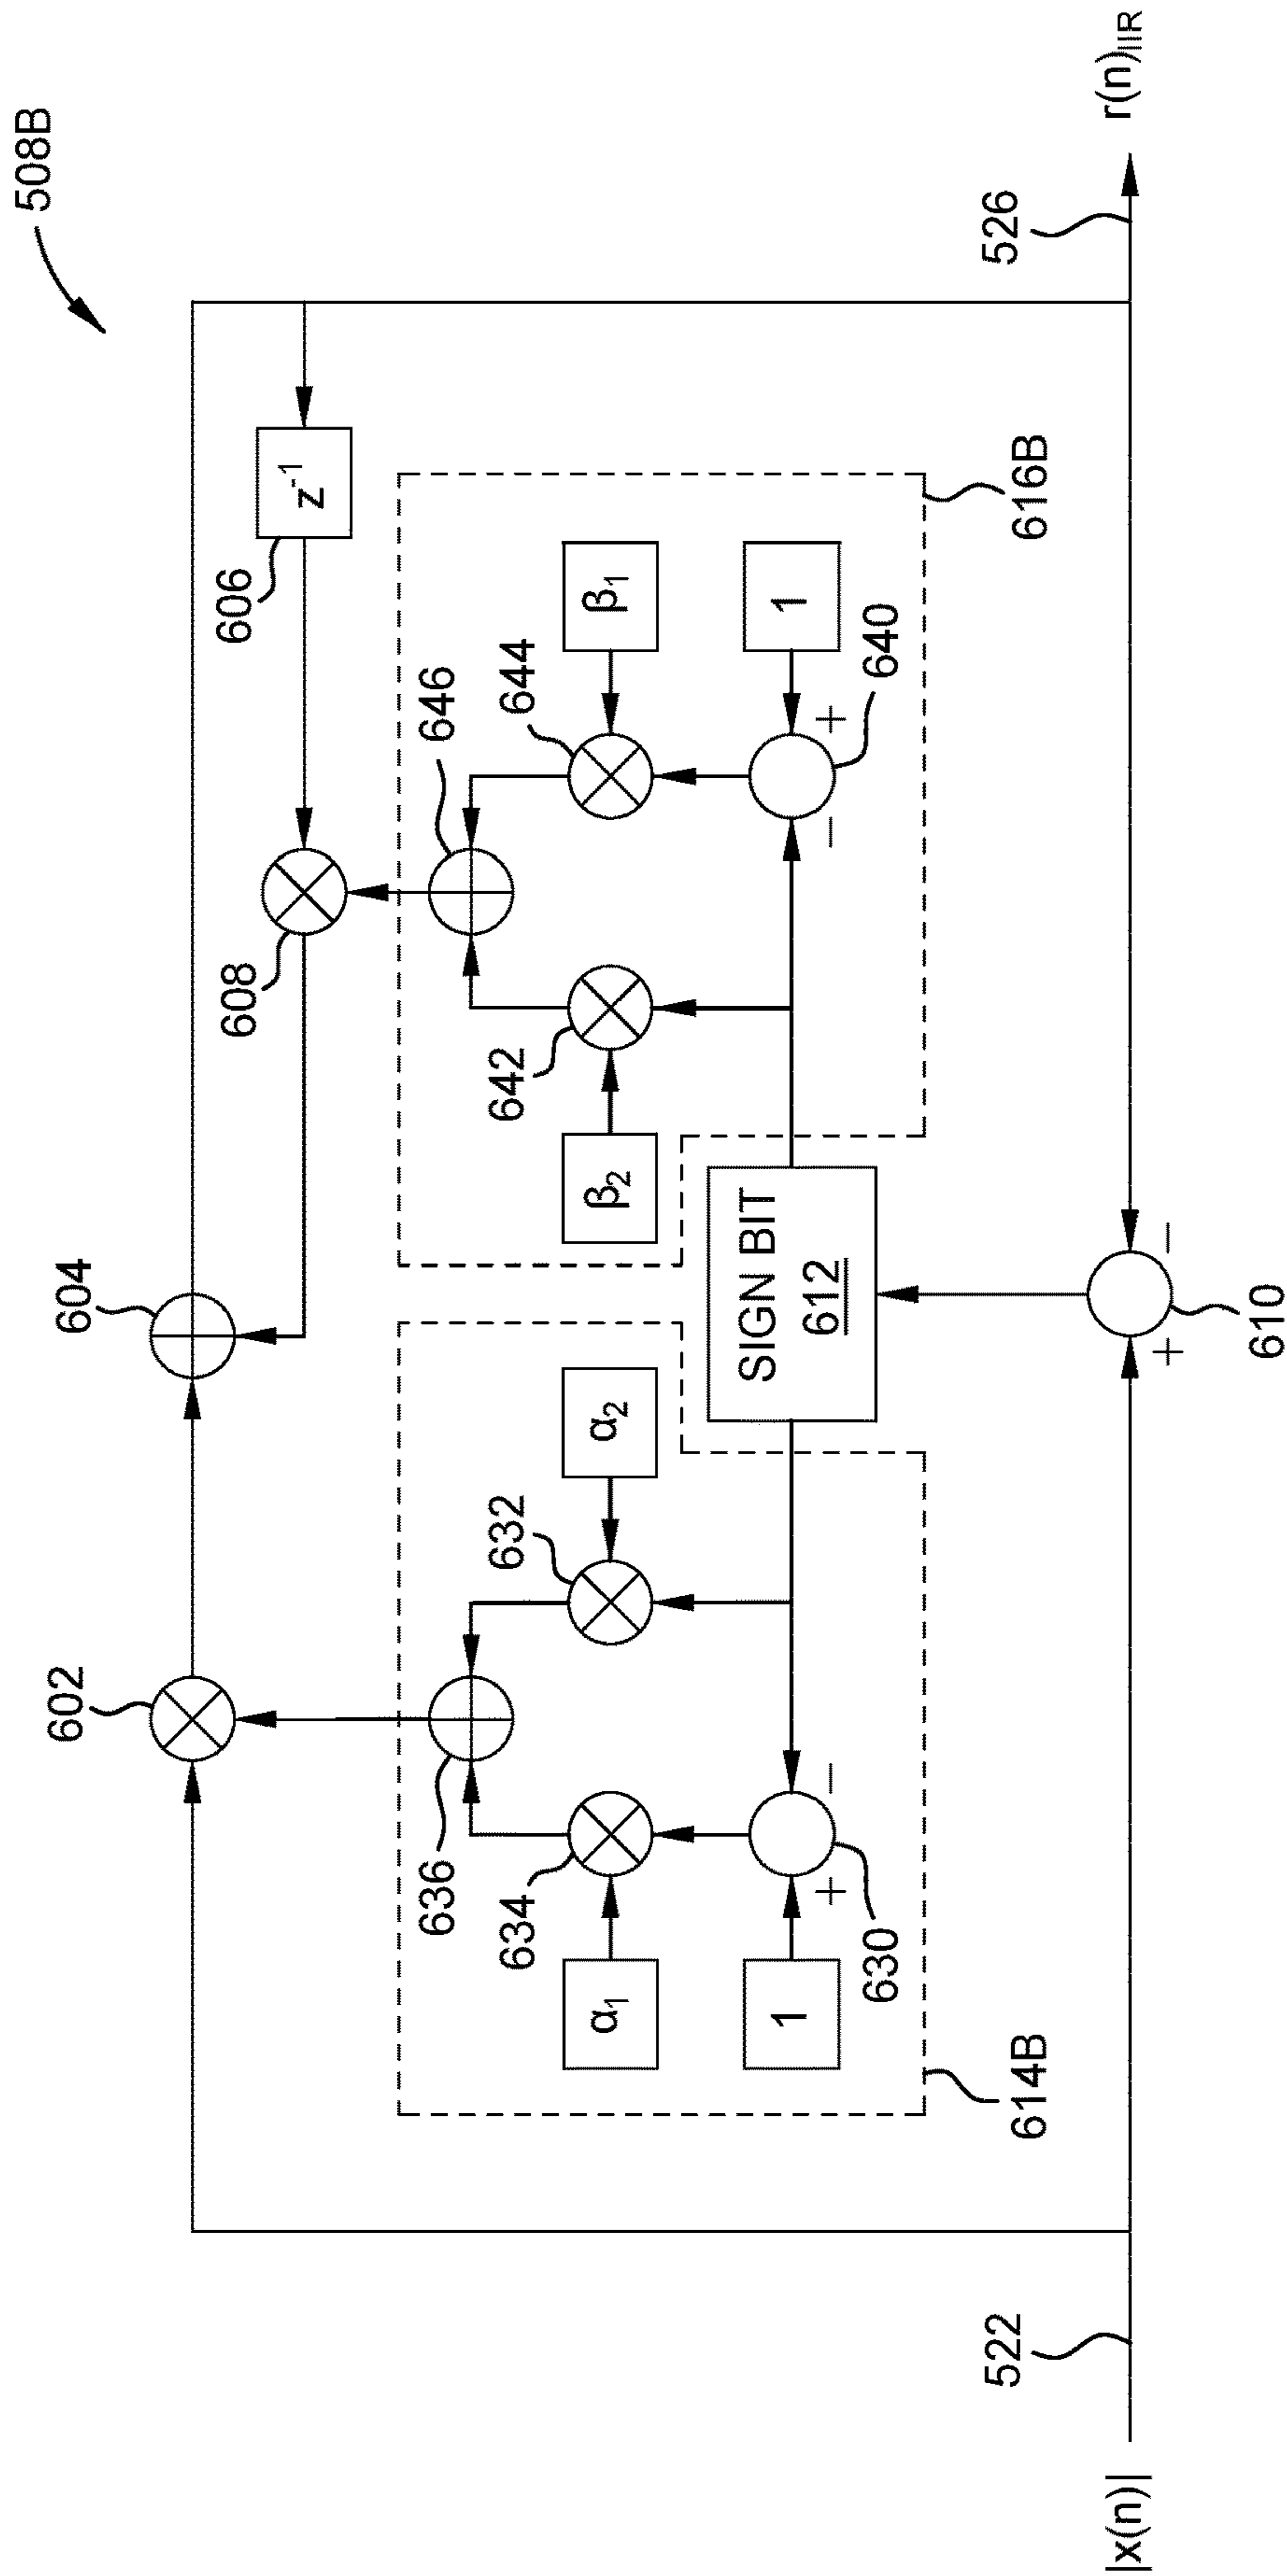 508B
602
604
606
z⁻¹
608
636
646
634
632
642
644
α₁
α₂
β₂
β₁
1
+
−
630
SIGN BIT
612
−
+
640
1
614B
616B
522
526
|x(n)|
+
−
610
r(n)IIR